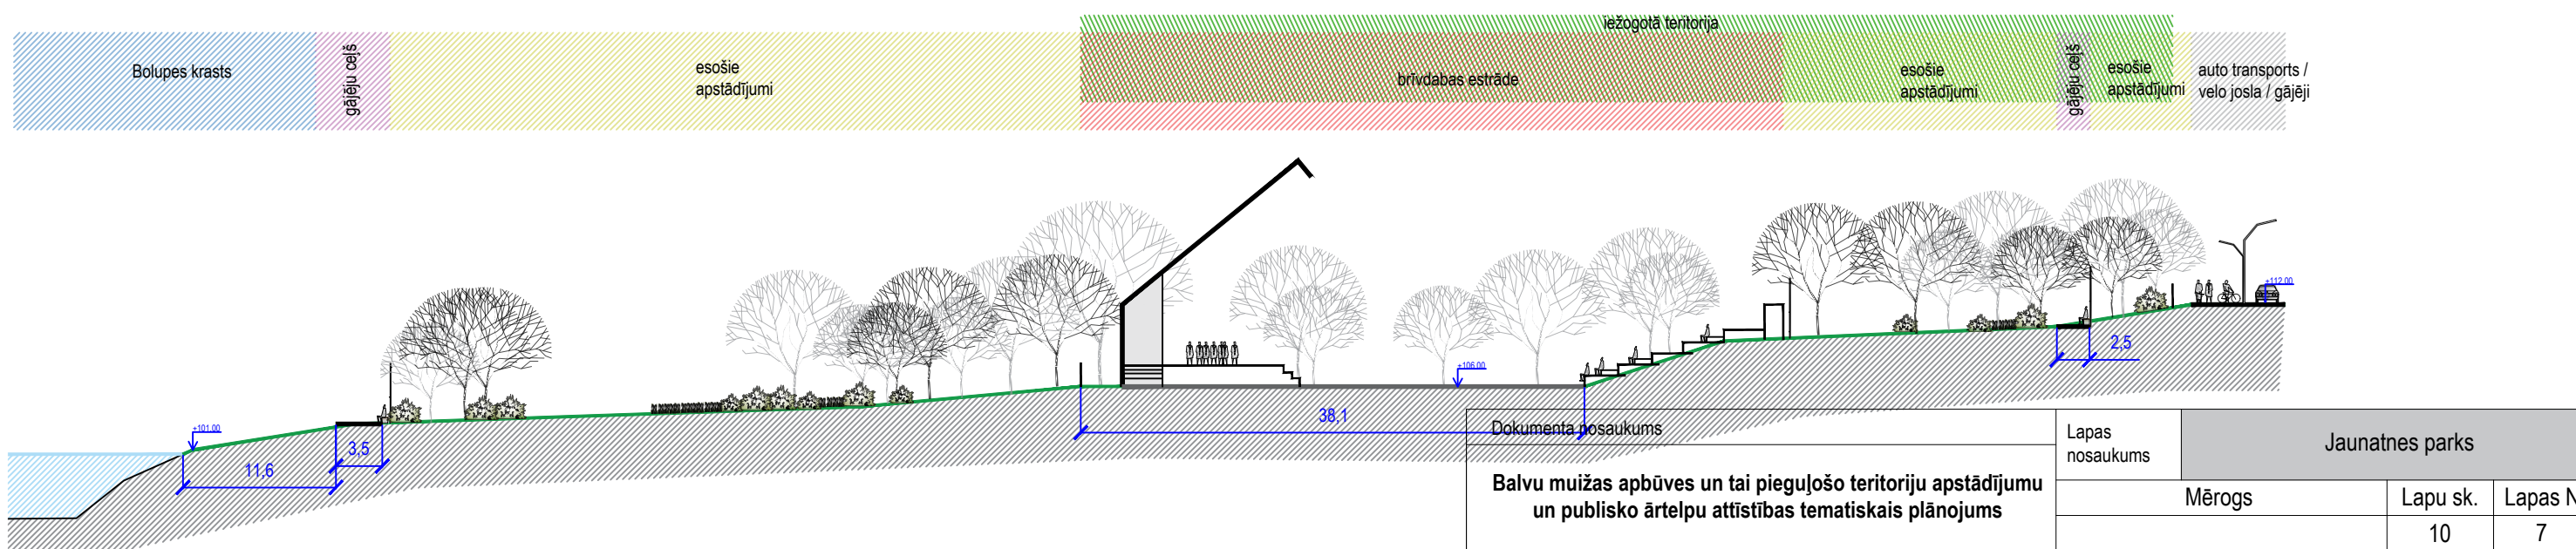 iežogotā teritorija
Bolupes krasts
gājēju ceļš
esošie
apstādījumi
brīvdabas estrāde
esošie
apstādījumi
gājēju ceļš
esošie
apstādījumi
auto transports /
velo josla / gājēji
+112.00
+106.00
2,5
+101.00
38,1
3,5
11,6
Dokumenta nosaukums
Balvu muižas apbūves un tai pieguļošo teritoriju apstādījumu
un publisko ārtelpu attīstības tematiskais plānojums
Lapas
nosaukums
Jaunatnes parks
Mērogs
Lapu sk.
Lapas N
10
7